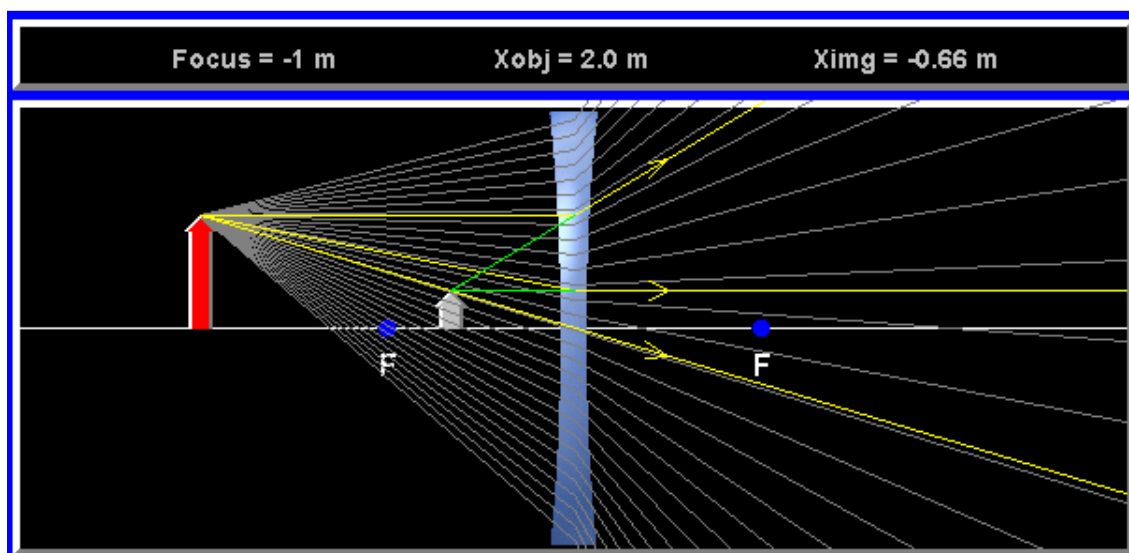 Focus = -1 m Xobj = 2.0 m Ximg = -0.66 m
F F